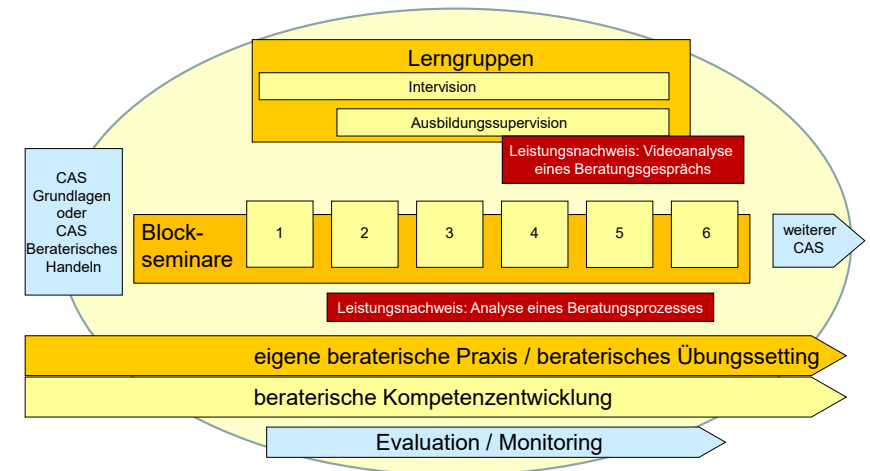 Lerngruppen
Intervision
Ausbildungssupervision
Leistungsnachweis: Videoanalyse
eines Beratungsgesprächs
CAS
Grundlagen
oder
CAS
Beraterisches
Handeln
Block-
seminare
1
2
3
4
5
6
weiterer
CAS
Leistungsnachweis: Analyse eines Beratungsprozesses
eigene beraterische Praxis / beraterisches Übungssetting
beraterische Kompetenzentwicklung
Evaluation / Monitoring